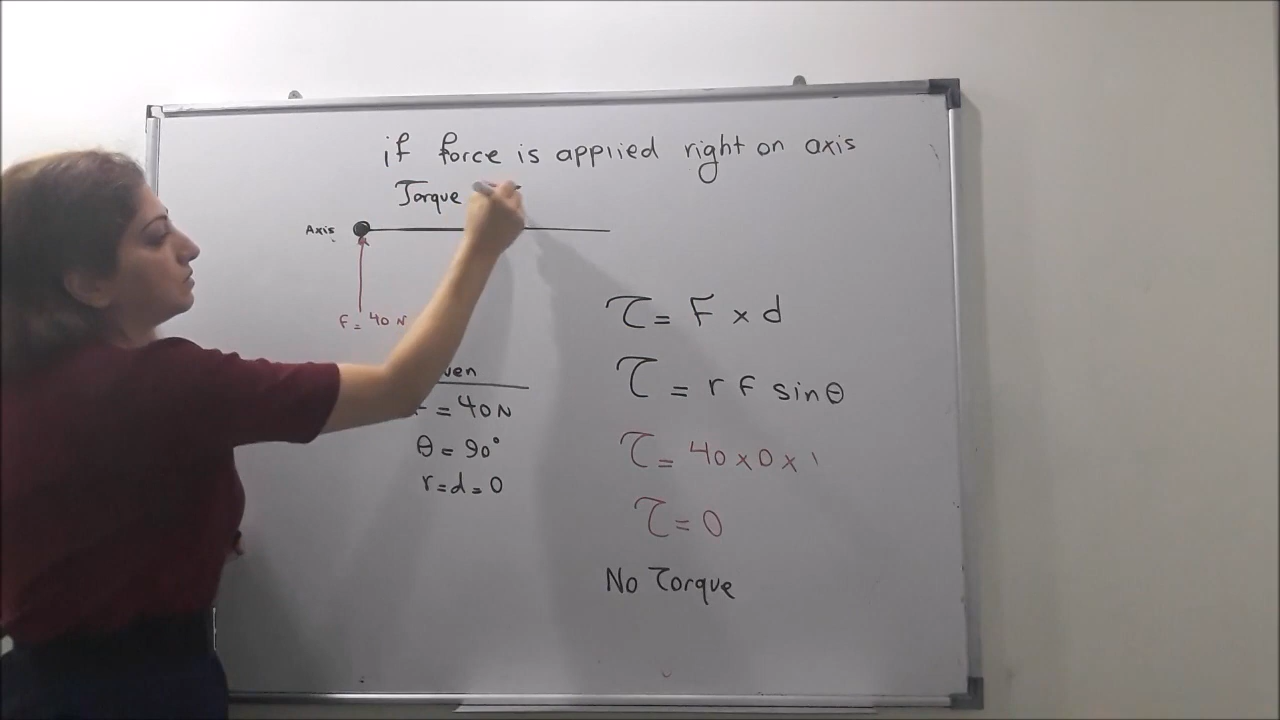 if force is applied right on axis
Torque
Axis
F = 40 N
τ = F × d
τ = r F sinθ
= 40 N
θ = 90°
r = d = 0
τ = 40 × 0 × 1
τ = 0
No Torque